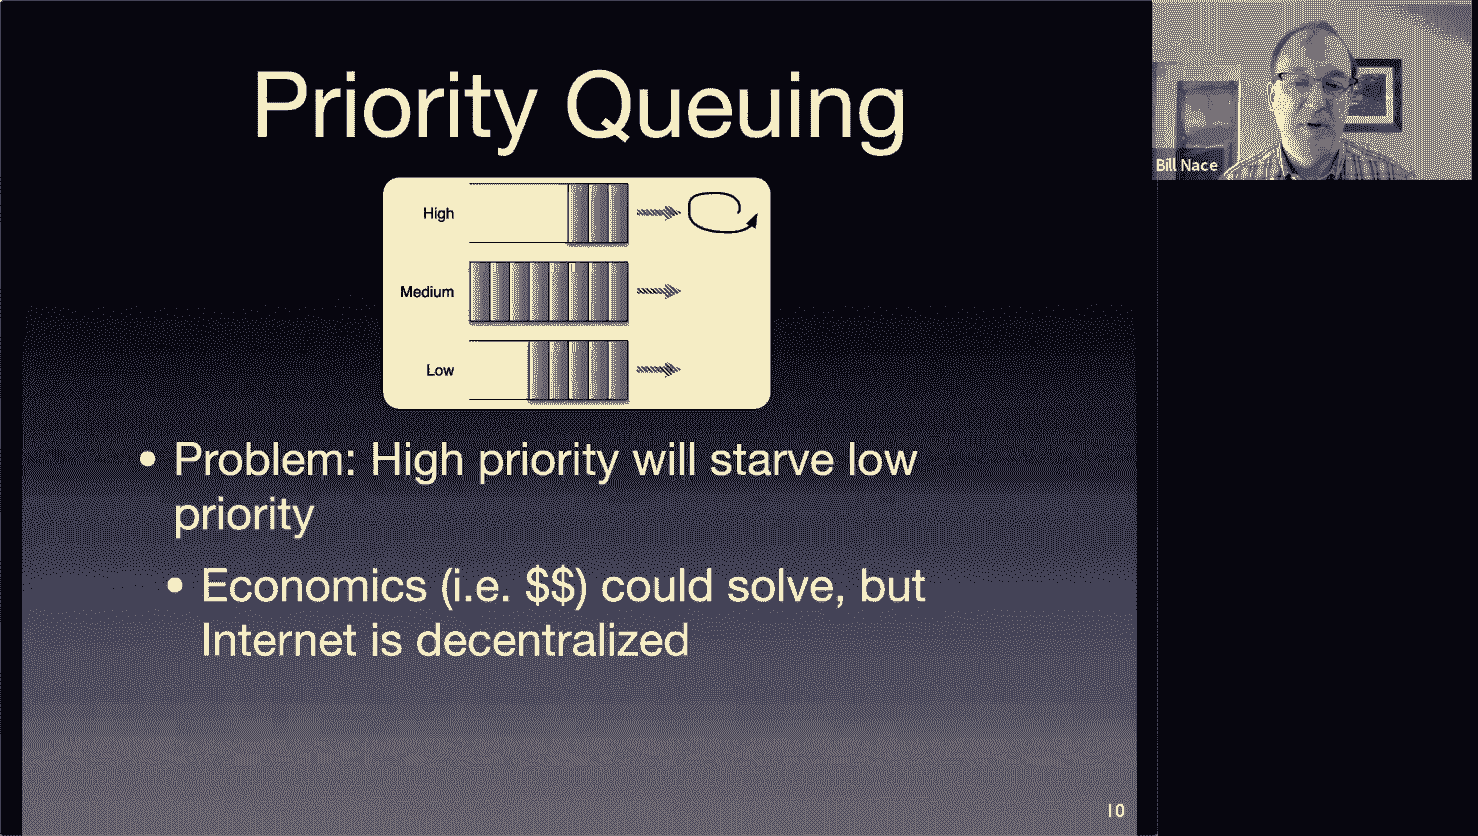 Priority Queuing
High
Medium
Low
• Problem: High priority will starve low
priority
• Economics (i.e. $$) could solve, but
Internet is decentralized
10
Bill Nace